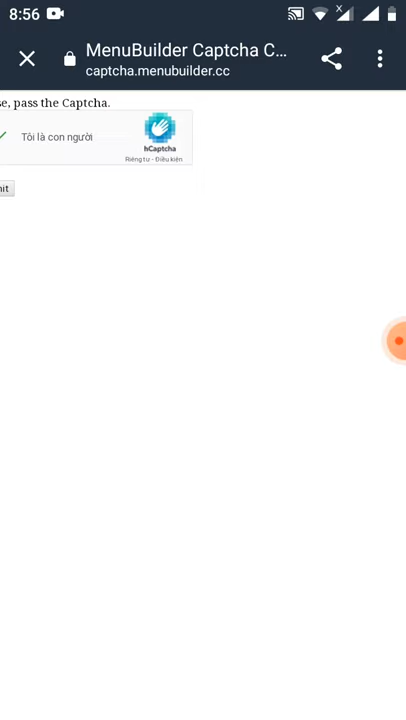 8:56
MenuBuilder Captcha C...
captcha.menubuilder.cc
se, pass the Captcha.
Tôi là con người
hCaptcha
Riêng tư - Điều kiện
nit